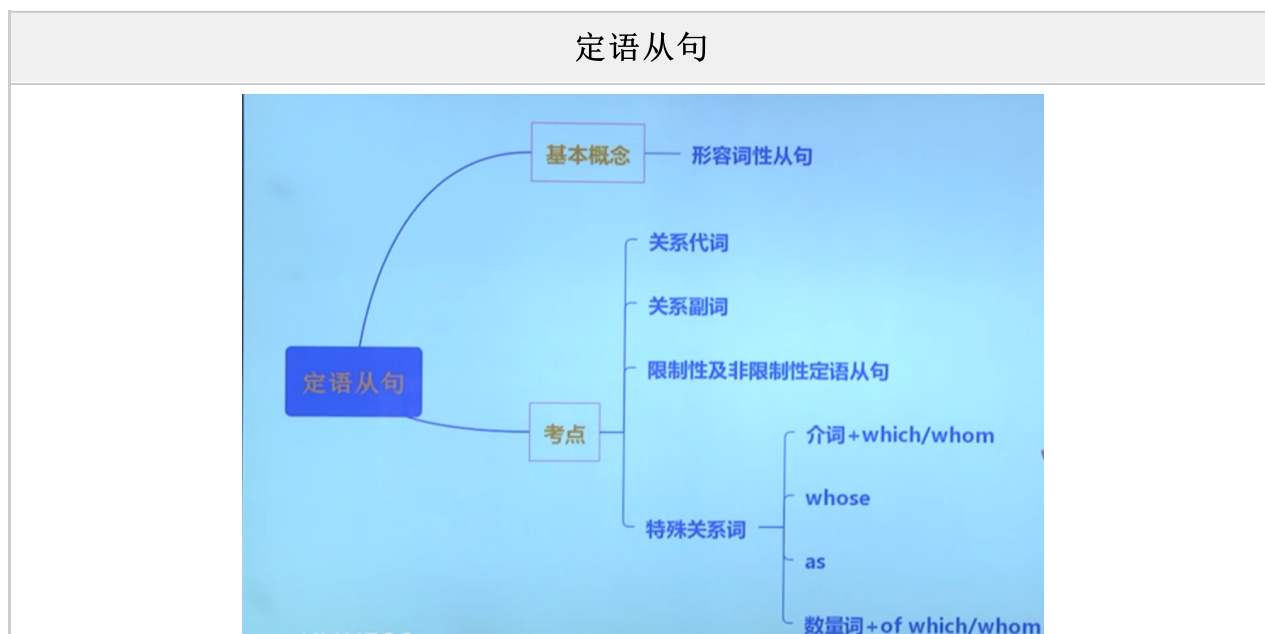 定语从句
基本概念
形容词性从句
关系代词
关系副词
限制性及非限制性定语从句
定语从句
考点
介词+which/whom
whose
特殊关系词
as
数量词+of which/whom